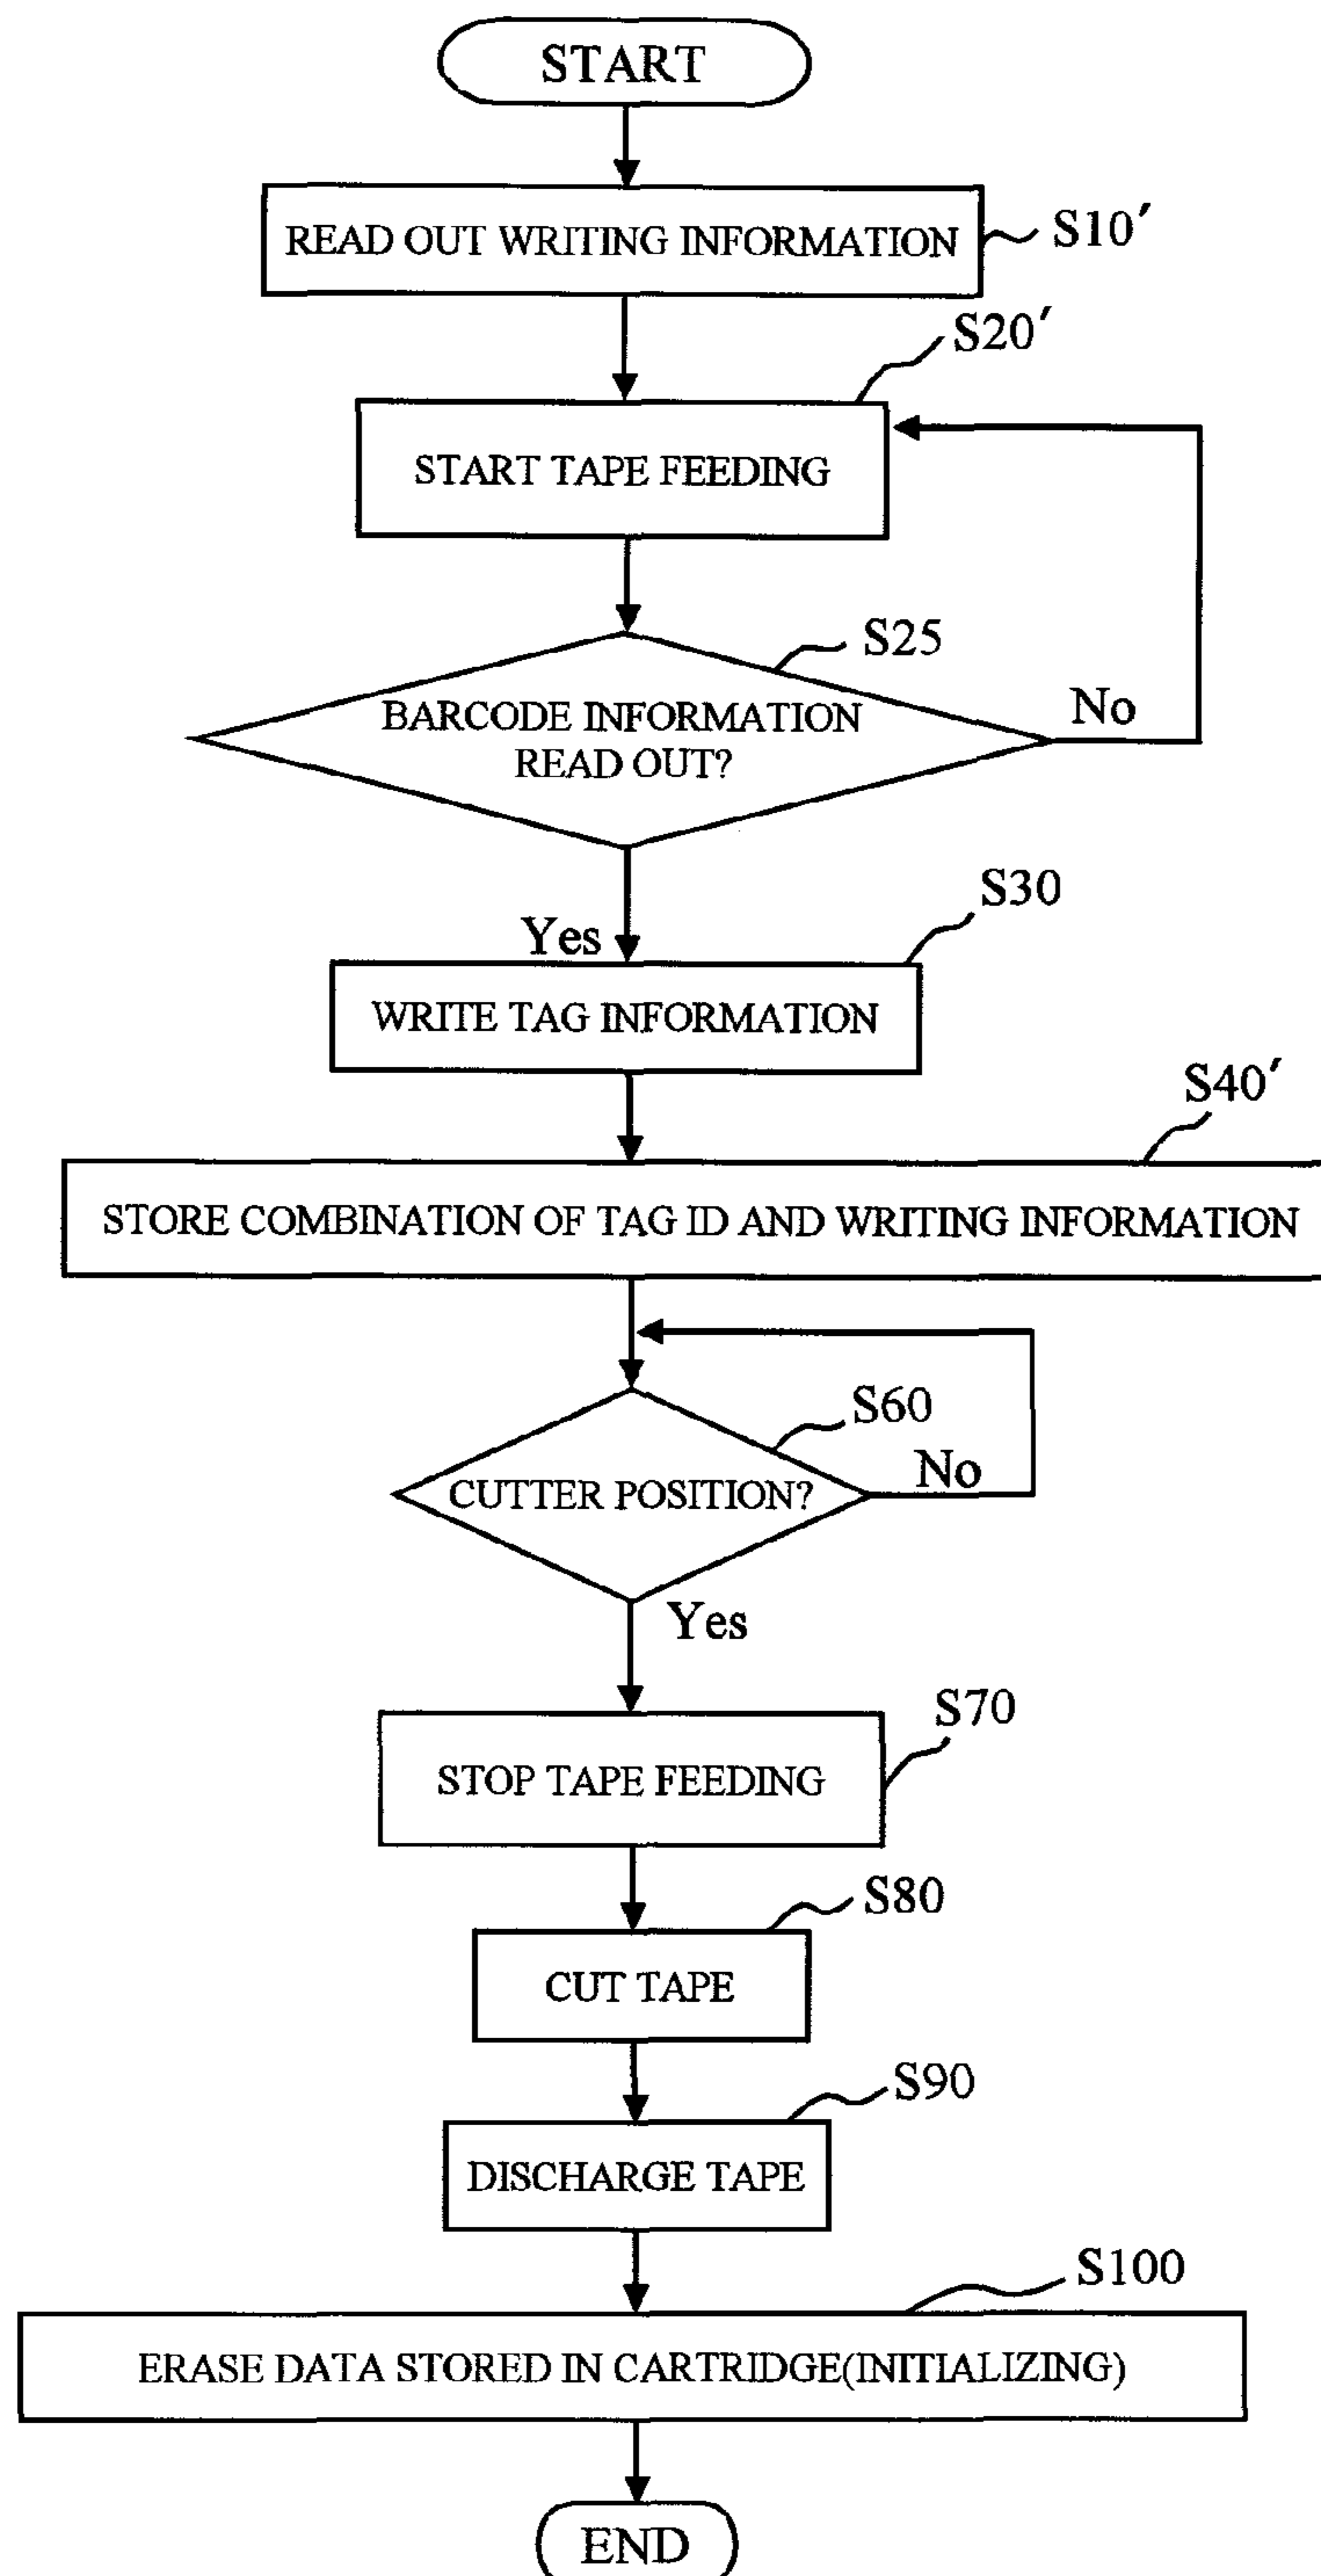 START
READ OUT WRITING INFORMATION
S10′
S20′
START TAPE FEEDING
S25
BARCODE INFORMATION
READ OUT?
No
Yes
S30
WRITE TAG INFORMATION
S40′
STORE COMBINATION OF TAG ID AND WRITING INFORMATION
S60
CUTTER POSITION?
No
Yes
S70
STOP TAPE FEEDING
S80
CUT TAPE
S90
DISCHARGE TAPE
S100
ERASE DATA STORED IN CARTRIDGE(INITIALIZING)
END